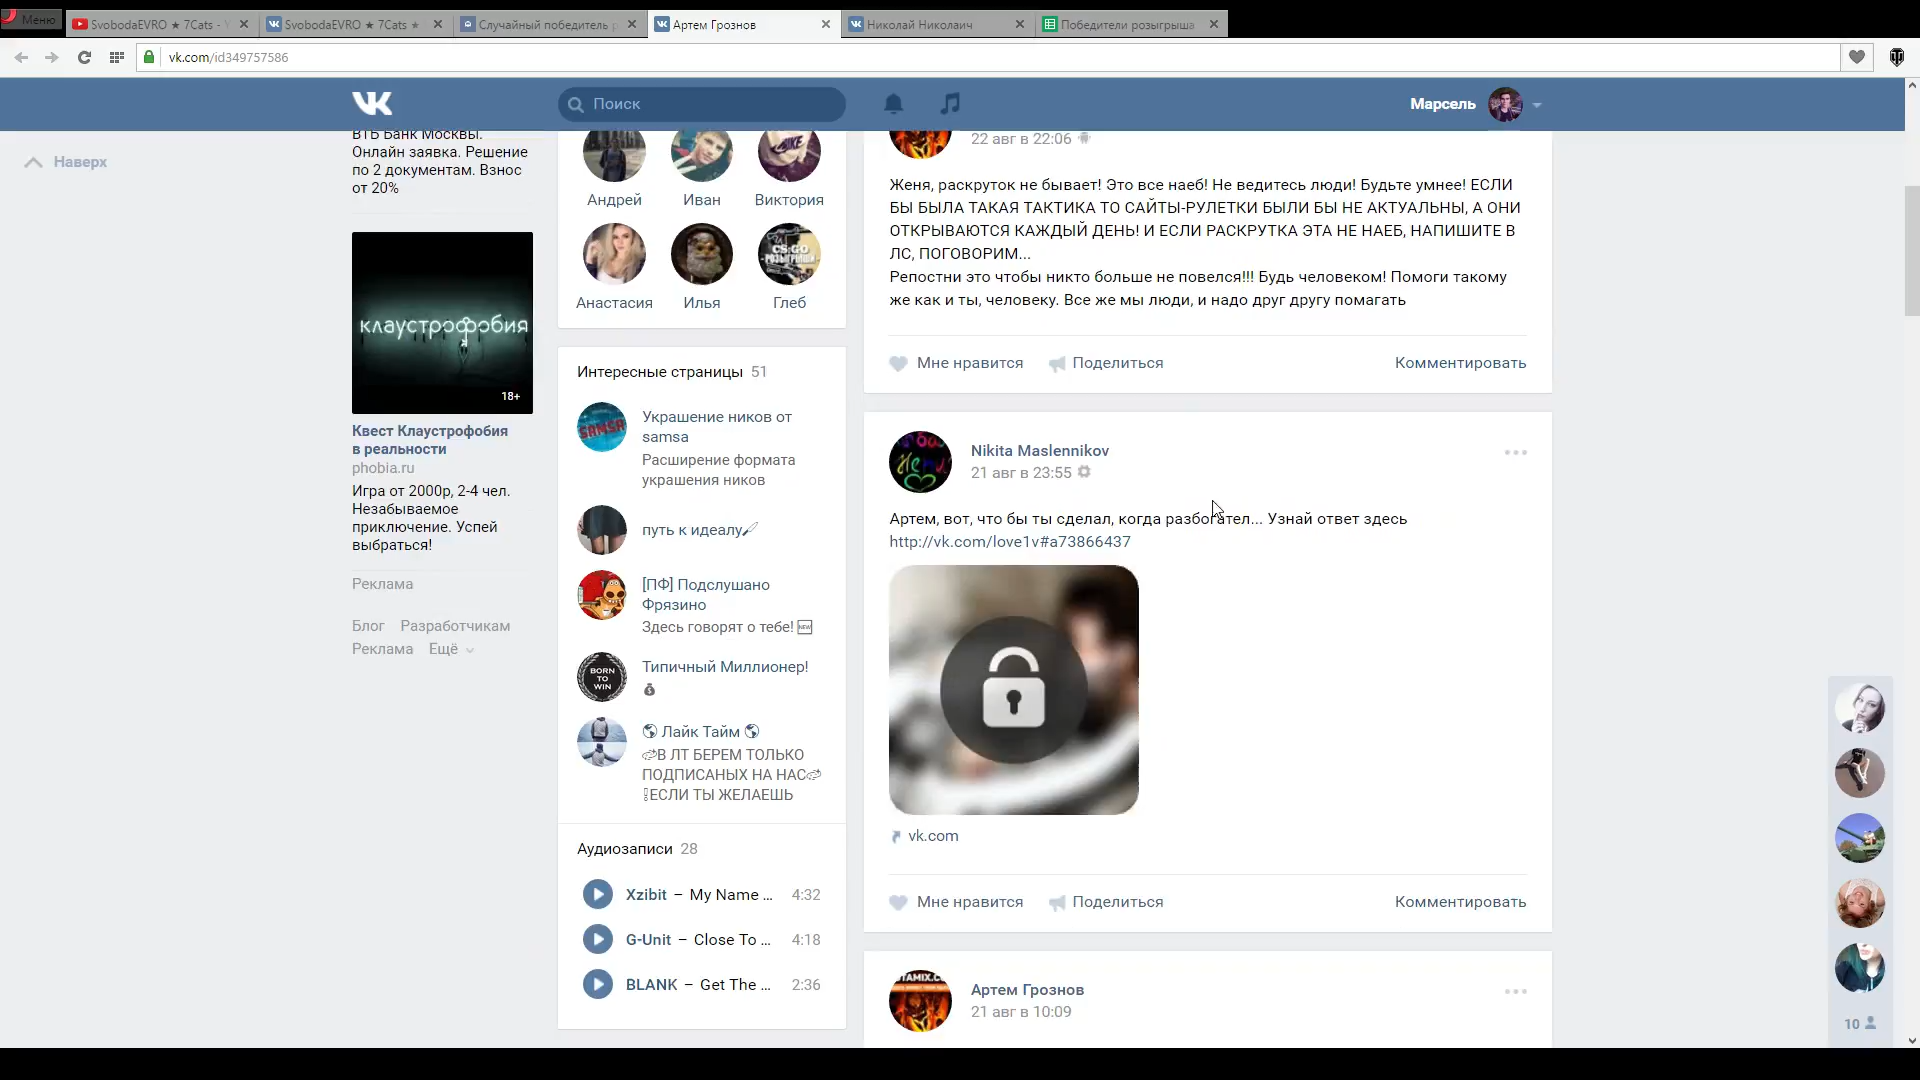 Меню
SvobodaEVRO ★ 7Cats - Y
SvobodaEVRO ★ 7Cats ★
Случайный победитель р
Артем Грознов
Николай Николаич
Победители розыгрыша
vk.com/id349757586
Поиск
Марсель
Наверх
ВТБ Банк Москвы.
Онлайн заявка. Решение
по 2 документам. Взнос
от 20%
клаустрофобия
18+
Квест Клаустрофобия
в реальности
phobia.ru
Игра от 2000р, 2-4 чел.
Незабываемое
приключение. Успей
выбраться!
Реклама
Блог Разработчикам
Реклама Ещё
NIKE
Андрей Иван Виктория
CS:GO
РОЗЫГРЫШИ
Анастасия Илья Глеб
Интересные страницы 51
SAMSA
Украшение ников от
samsa
Расширение формата
украшения ников
путь к идеалу
[ПФ] Подслушано
Фрязино
Здесь говорят о тебе! NEW
BORN
TO
WIN
Типичный Миллионер!
Лайк Тайм
В ЛТ БЕРЕМ ТОЛЬКО
ПОДПИСАНЫХ НА НАС
ЕСЛИ ТЫ ЖЕЛАЕШЬ
Аудиозаписи 28
Xzibit – My Name ... 4:32
G-Unit – Close To ... 4:18
BLANK – Get The ... 2:36
22 авг в 22:06
Женя, раскруток не бывает! Это все наеб! Не ведитесь люди! Будьте умнее! ЕСЛИ
БЫ БЫЛА ТАКАЯ ТАКТИКА ТО САЙТЫ-РУЛЕТКИ БЫЛИ БЫ НЕ АКТУАЛЬНЫ, А ОНИ
ОТКРЫВАЮТСЯ КАЖДЫЙ ДЕНЬ! И ЕСЛИ РАСКРУТКА ЭТА НЕ НАЕБ, НАПИШИТЕ В
ЛС, ПОГОВОРИМ...
Репостни это чтобы никто больше не повелся!!! Будь человеком! Помоги такому
же как и ты, человеку. Все же мы люди, и надо друг другу помагать
Мне нравится Поделиться Комментировать
Nikita Maslennikov
21 авг в 23:55
Артем, вот, что бы ты сделал, когда разбогател... Узнай ответ здесь
http://vk.com/love1v#a73866437
vk.com
Мне нравится Поделиться Комментировать
Артем Грознов
21 авг в 10:09
10